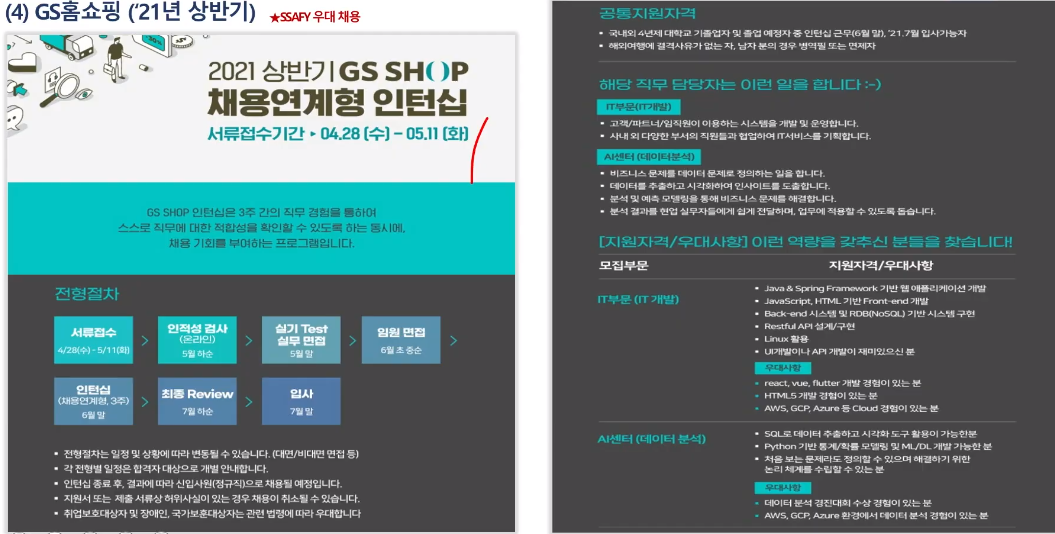 (4) GS홈쇼핑 ('21년 상반기) ★SSAFY 우대 채용
2021 상반기 GS SHOP
채용연계형 인턴십
서류접수기간 ▸ 04.28 (수) - 05.11 (화)
GS SHOP 인턴십은 3주 간의 직무 경험을 통하여
스스로 직무에 대한 적합성을 확인할 수 있도록 하는 동시에,
채용 기회를 부여하는 프로그램입니다.
전형절차
서류접수
4/28(수) - 5/11(화)
인적성 검사
(온라인)
5월 하순
실기 Test
실무 면접
5월 말
임원 면접
6월 초 중순
인턴십
(채용연계형, 3주)
6월 말
최종 Review
7월 하순
입사
7월 말
• 전형절차는 일정 및 상황에 따라 변동될 수 있습니다. (대면/비대면 면접 등)
• 각 전형별 일정은 합격자 대상으로 개별 안내합니다.
• 인턴십 종료 후, 결과에 따라 신입사원(정규직)으로 채용될 예정입니다.
• 지원서 또는 제출 서류상 허위사실이 있는 경우 채용이 취소될 수 있습니다.
• 취업보호대상자 및 장애인, 국가보훈대상자는 관련 법령에 따라 우대합니다
공통지원자격
• 국내외 4년제 대학교 기졸업자 및 졸업 예정자 중 인턴십 근무(6월 말), '21.7월 입사가능자
• 해외여행에 결격사유가 없는 자, 남자 분의 경우 병역필 또는 면제자
해당 직무 담당자는 이런 일을 합니다 :-)
IT부문(IT개발)
• 고객/파트너/임직원이 이용하는 시스템을 개발 및 운영합니다.
• 사내 외 다양한 부서의 직원들과 협업하여 IT서비스를 기획합니다.
AI센터 (데이터분석)
• 비즈니스 문제를 데이터 문제로 정의하는 일을 합니다.
• 데이터를 추출하고 시각화하여 인사이트를 도출합니다.
• 분석 및 예측 모델링을 통해 비즈니스 문제를 해결합니다.
• 분석 결과를 현업 실무자들에게 쉽게 전달하며, 업무에 적용할 수 있도록 돕습니다.
[지원자격/우대사항] 이런 역량을 갖추신 분들을 찾습니다!
모집부문 지원자격/우대사항
IT부문 (IT 개발)
• Java & Spring Framework 기반 웹 애플리케이션 개발
• JavaScript, HTML 기반 Front-end 개발
• Back-end 시스템 및 RDB(NoSQL) 기반 시스템 구현
• Restful API 설계/구현
• Linux 활용
• UI개발이나 API 개발이 재미있으신 분
우대사항
• react, vue, flutter 개발 경험이 있는 분
• HTML5 개발 경험이 있는 분
• AWS, GCP, Azure 등 Cloud 경험이 있는 분
AI센터 (데이터 분석)
• SQL로 데이터 추출하고 시각화 도구 활용이 가능한분
• Python 기반 통계/확률 모델링 및 ML/DL 개발 가능한 분
• 처음 보는 문제라도 정의할 수 있으며 해결하기 위한
논리 체계를 수립할 수 있는 분
우대사항
• 데이터 분석 경진대회 수상 경험이 있는 분
• AWS, GCP, Azure 환경에서 데이터 분석 경험이 있는 분